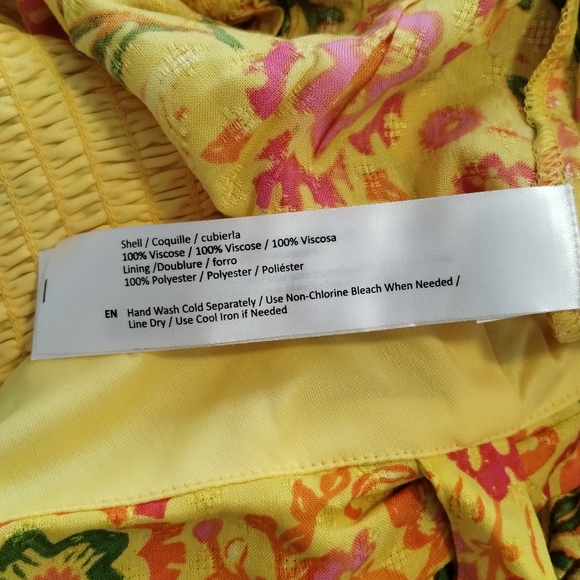 Shell / Coquille / cubierla
100% Viscose / 100% Viscose / 100% Viscosa
Lining /Doublure / forro
100% Polyester / Polyester / Poliéster
EN Hand Wash Cold Separately / Use Non-Chlorine Bleach When Needed /
Line Dry / Use Cool Iron if Needed